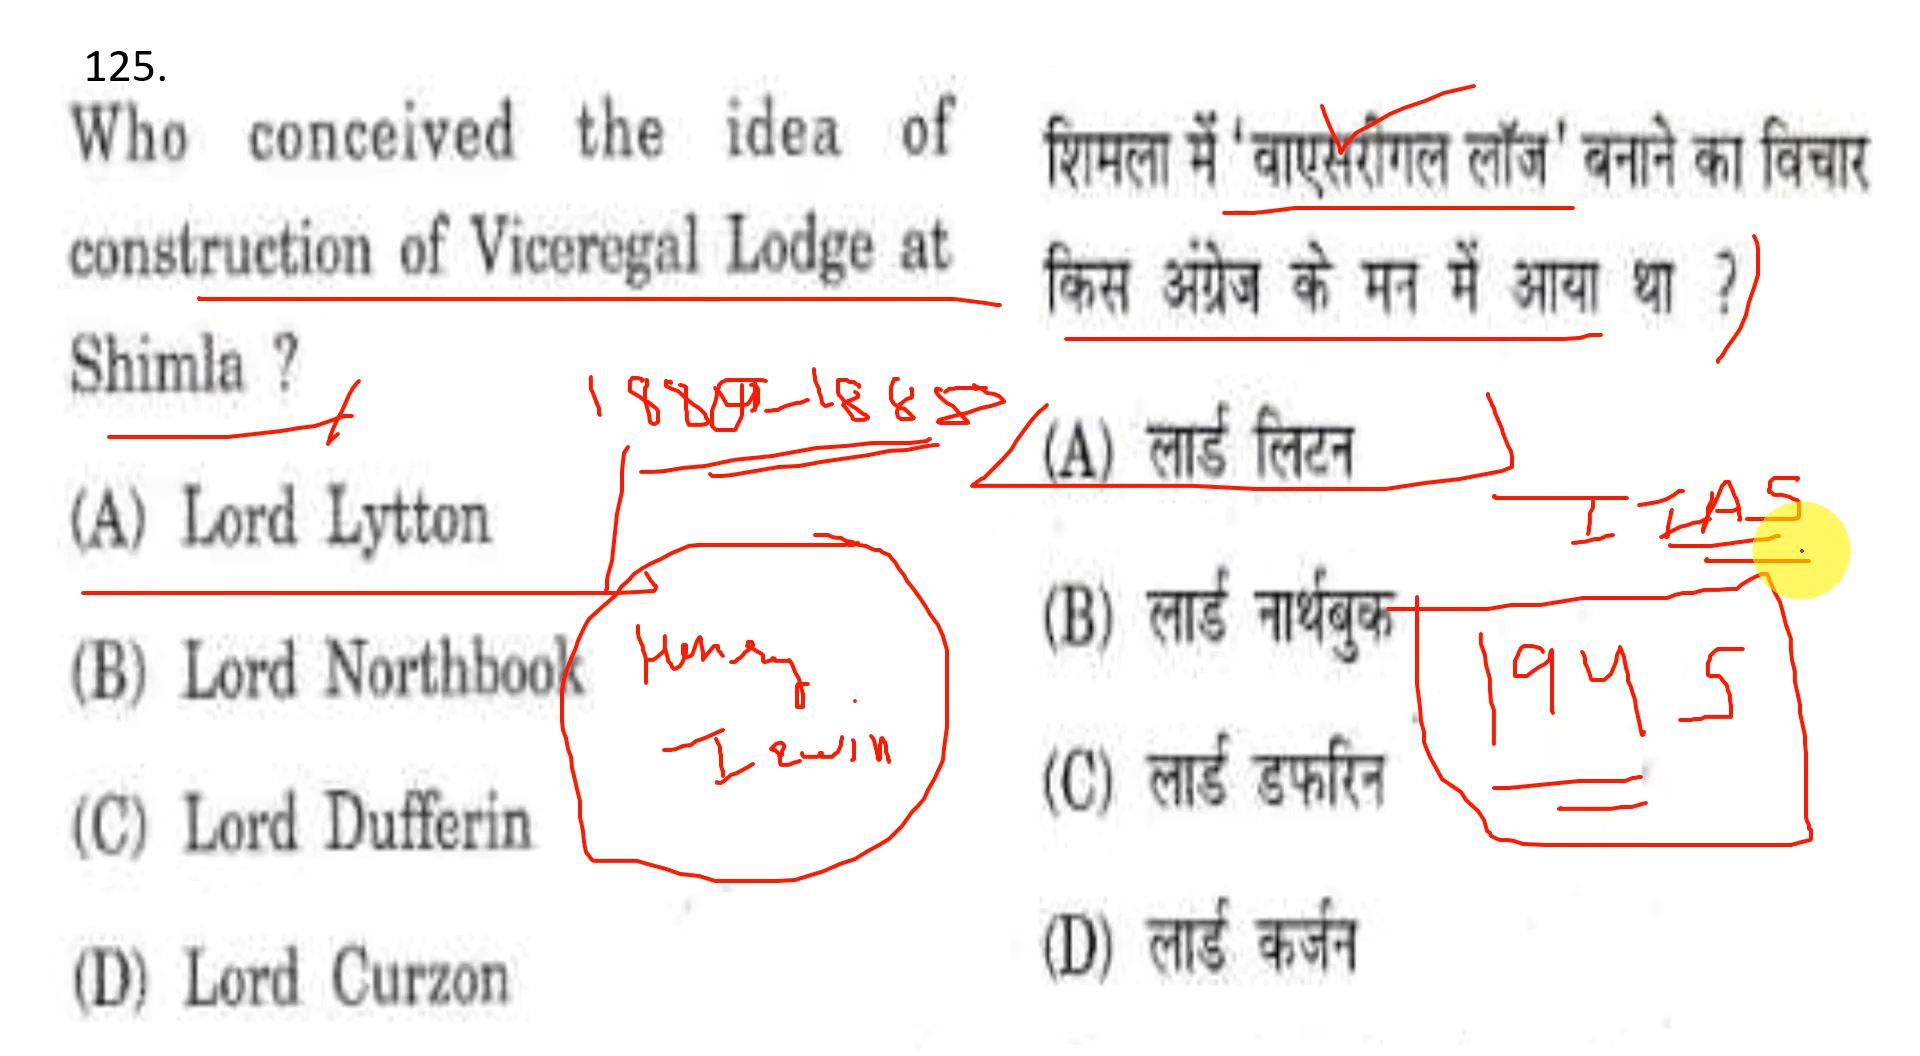 125.
Who conceived the idea of
construction of Viceregal Lodge at
Shimla ?
(A) Lord Lytton
(B) Lord Northbook
(C) Lord Dufferin
(D) Lord Curzon
शिमला में 'वाएसरीगल लॉज' बनाने का विचार
किस अंग्रेज के मन में आया था ?
(A) लार्ड लिटन
(B) लार्ड नार्थबुक
(C) लार्ड डफरिन
(D) लार्ड कर्जन
Henry
Irwin
IIAS
1945